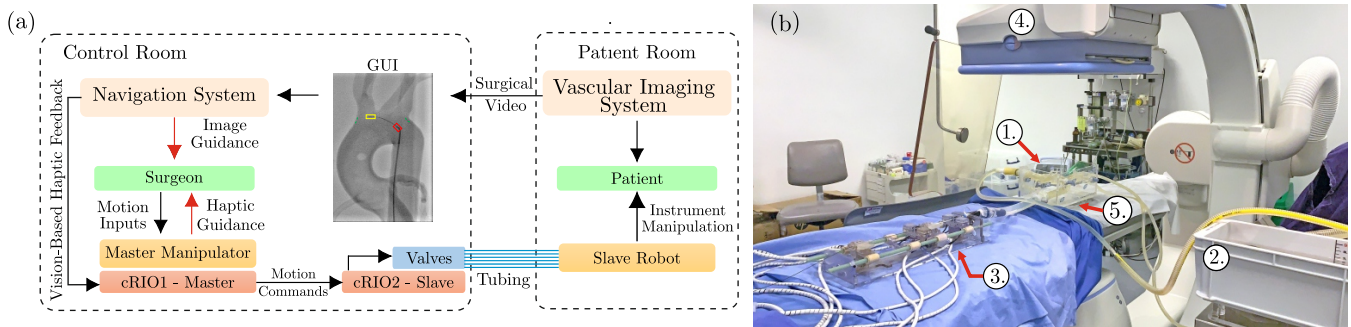 (a)
Control Room
Patient Room
GUI
Navigation System
Surgical
Video
Vascular Imaging
System
Image
Guidance
Vision-Based Haptic Feedback
Surgeon
Patient
Motion
Inputs
Haptic
Guidance
Instrument
Manipulation
Master Manipulator
Valves
Slave Robot
cRIO1 - Master
Motion
Commands
cRIO2 - Slave
Tubing
(b)
4.
1.
5.
2.
3.